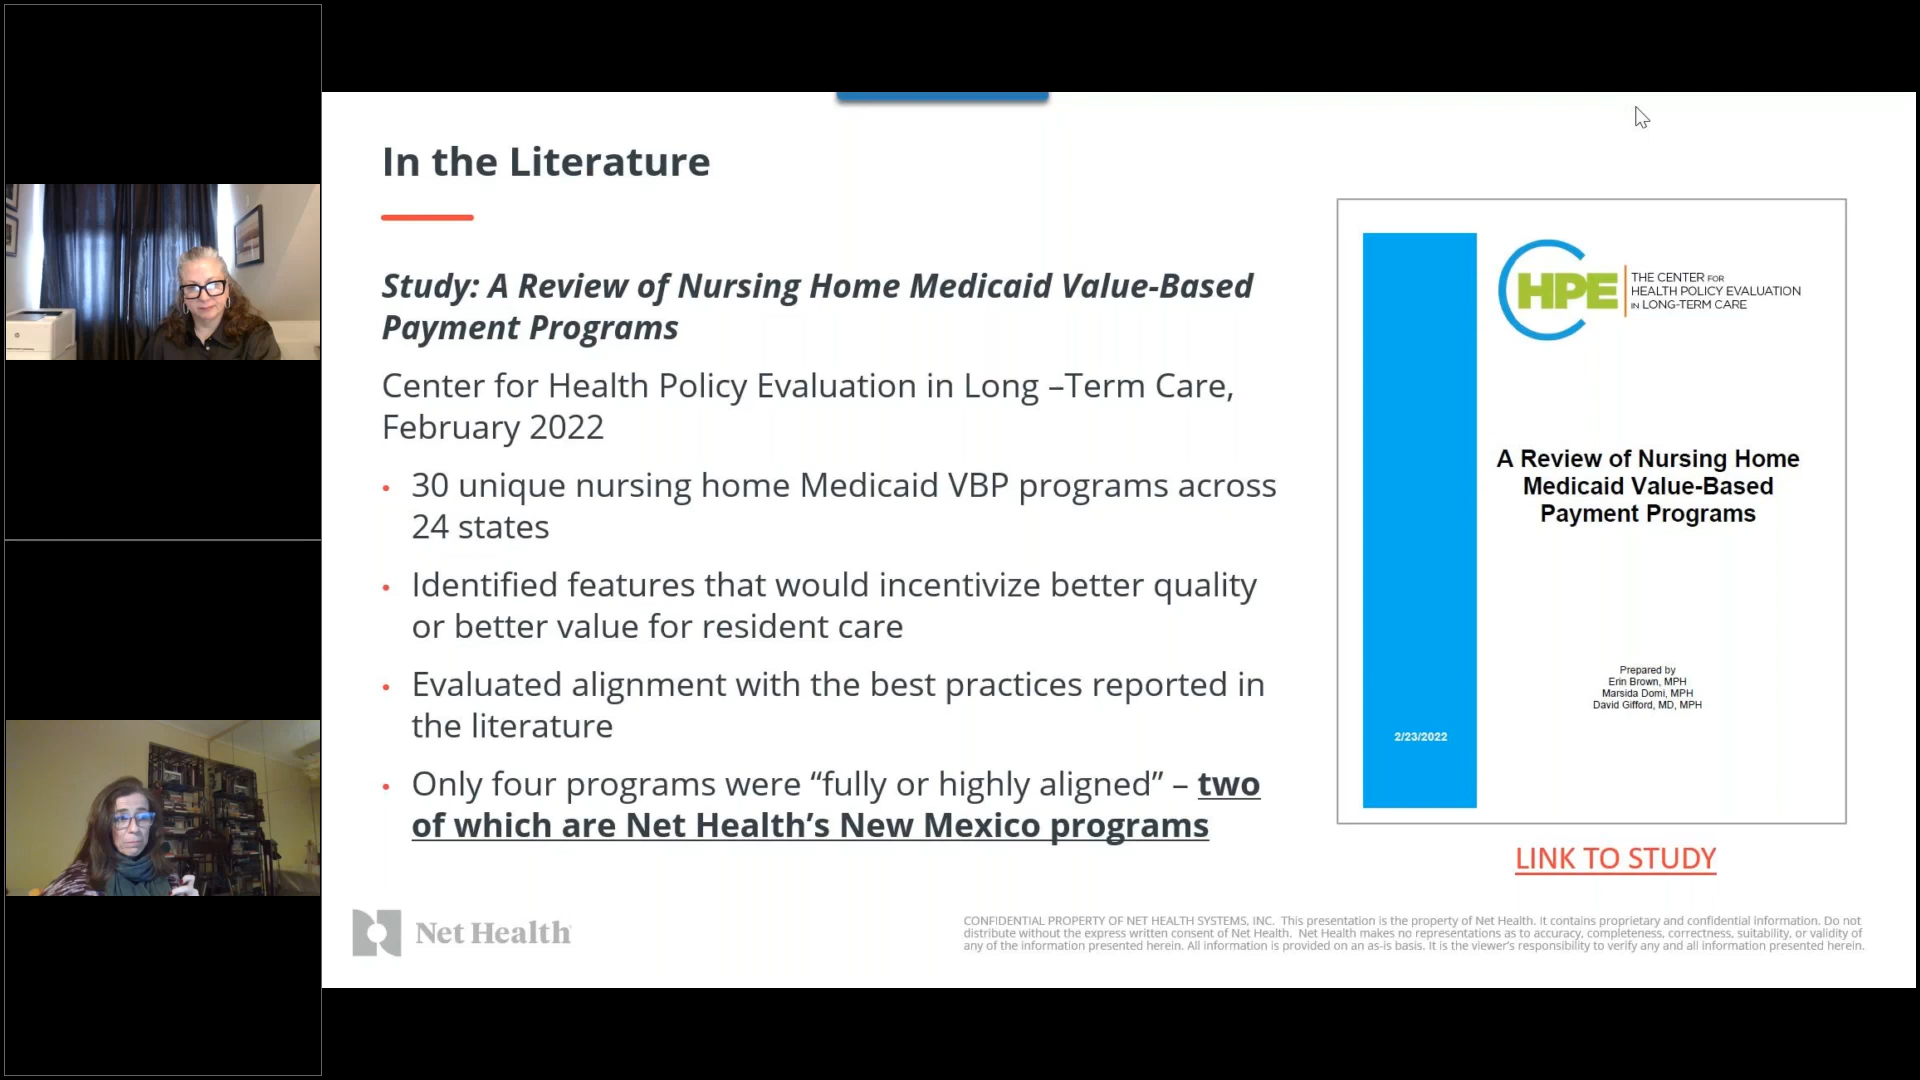 In the Literature
Study: A Review of Nursing Home Medicaid Value-Based
Payment Programs
Center for Health Policy Evaluation in Long –Term Care,
February 2022
• 30 unique nursing home Medicaid VBP programs across
24 states
• Identified features that would incentivize better quality
or better value for resident care
• Evaluated alignment with the best practices reported in
the literature
• Only four programs were “fully or highly aligned” – two
of which are Net Health’s New Mexico programs
HPE
THE CENTER FOR
HEALTH POLICY EVALUATION
IN LONG-TERM CARE
A Review of Nursing Home
Medicaid Value-Based
Payment Programs
Prepared by
Erin Brown, MPH
Marsida Domi, MPH
David Gifford, MD, MPH
2/23/2022
LINK TO STUDY
Net Health
CONFIDENTIAL PROPERTY OF NET HEALTH SYSTEMS, INC. This presentation is the property of Net Health. It contains proprietary and confidential information. Do not
distribute without the express written consent of Net Health. Net Health makes no representations as to accuracy, completeness, correctness, suitability, or validity of
any of the information presented herein. All information is provided on an as-is basis. It is the viewer’s responsibility to verify any and all information presented herein.